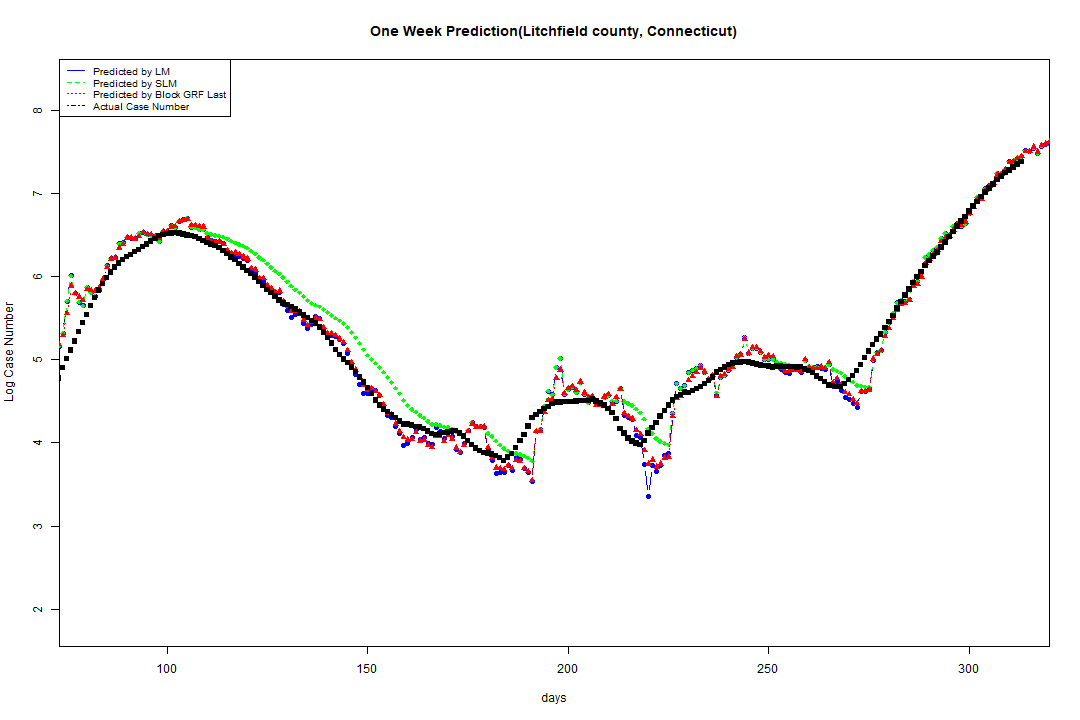 One Week Prediction(Litchfield county, Connecticut)
Predicted by LM
Predicted by SLM
Predicted by Block GRF Last
Actual Case Number
8
7
6
5
4
3
2
Log Case Number
100 150 200 250 300
days